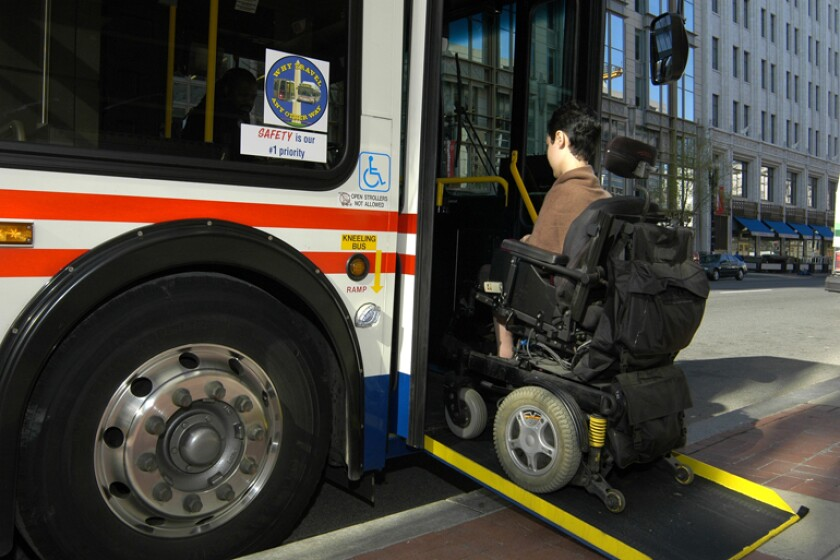 WHY TRAVEL
ANY OTHER WAY
SAFETY is our
#1 priority
OPEN STROLLERS
NOT ALLOWED
KNEELING
BUS
RAMP